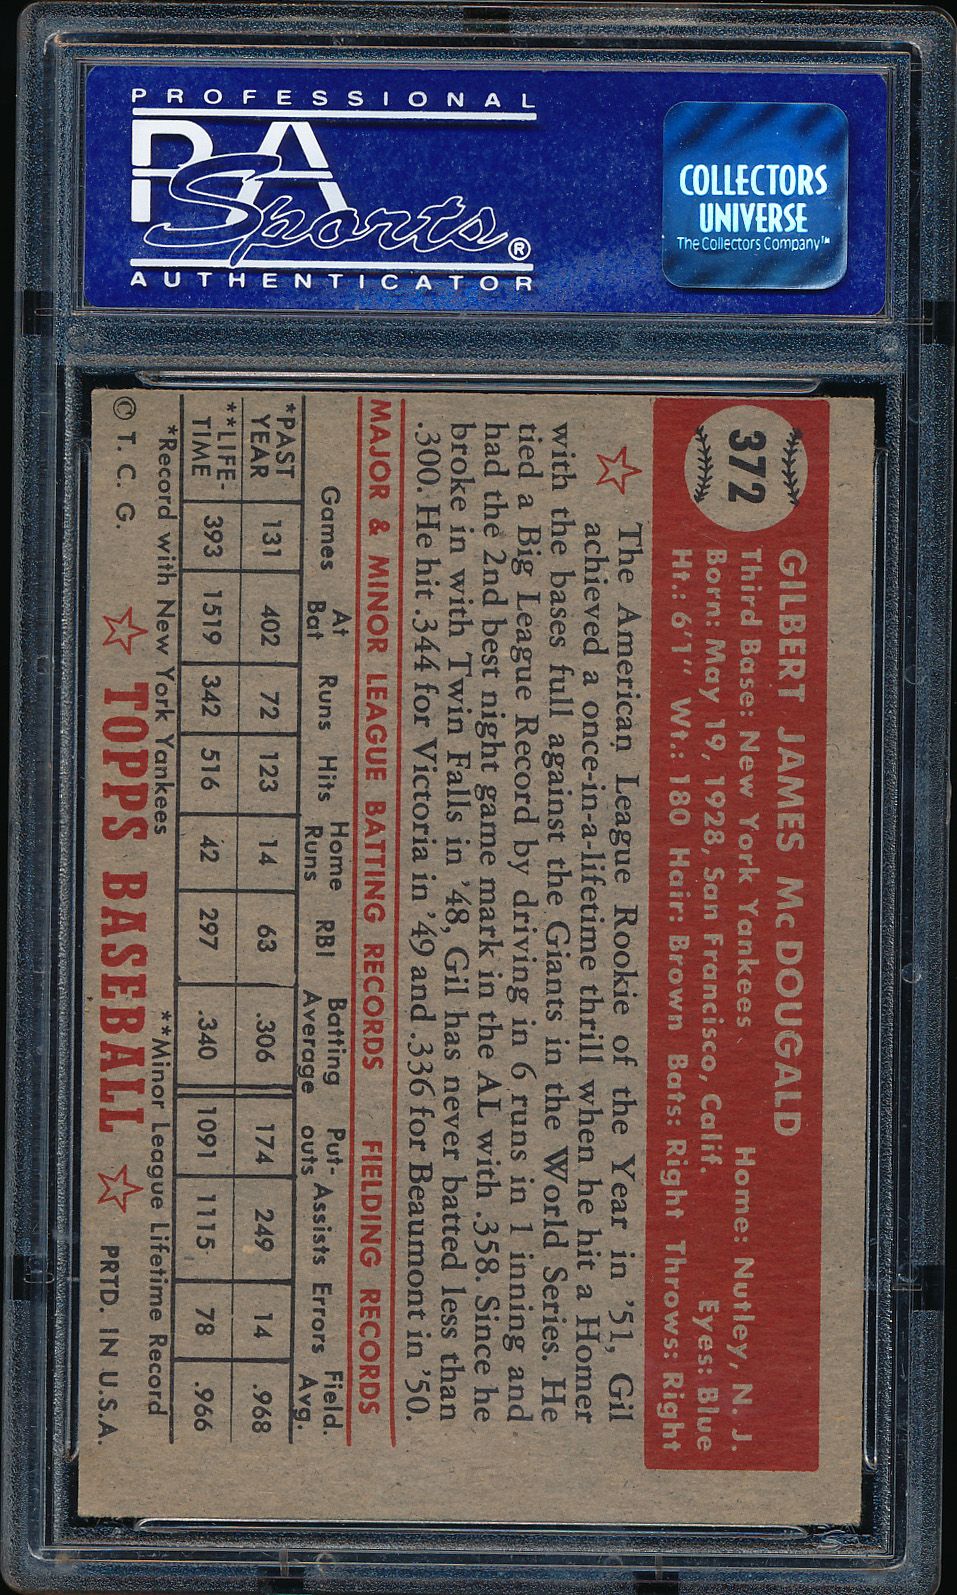 PROFESSIONAL
PSA
Sports®
AUTHENTICATOR
COLLECTORS
UNIVERSE
The Collectors Company™
372
GILBERT JAMES McDOUGALD
Third Base: New York Yankees Home: Nutley, N. J.
Born: May 19, 1928, San Francisco, Calif. Eyes: Blue
Ht.: 6'1" Wt.: 180 Hair: Brown Bats: Right Throws: Right
The American League Rookie of the Year in '51, Gil
achieved a once-in-a-lifetime thrill when he hit a Homer
with the bases full against the Giants in the World Series. He
tied a Big League Record by driving in 6 runs in 1 inning and
had the 2nd best night game mark in the AL with .358. Since he
broke in with Twin Falls in '48, Gil has never batted less than
.300. He hit .344 for Victoria in '49 and .336 for Beaumont in '50.
MAJOR & MINOR LEAGUE BATTING RECORDS FIELDING RECORDS
Games At Bat Runs Hits Home Runs RBI Batting Average Put-outs Assists Errors Field. Avg.
*PAST YEAR 131 402 72 123 14 63 .306 174 249 14 .968
**LIFE-TIME 393 1519 342 516 42 297 .340 1091 1115 78 .966
*Record with New York Yankees **Minor League Lifetime Record
© T. C. G. TOPPS BASEBALL PRTD. IN U.S.A.